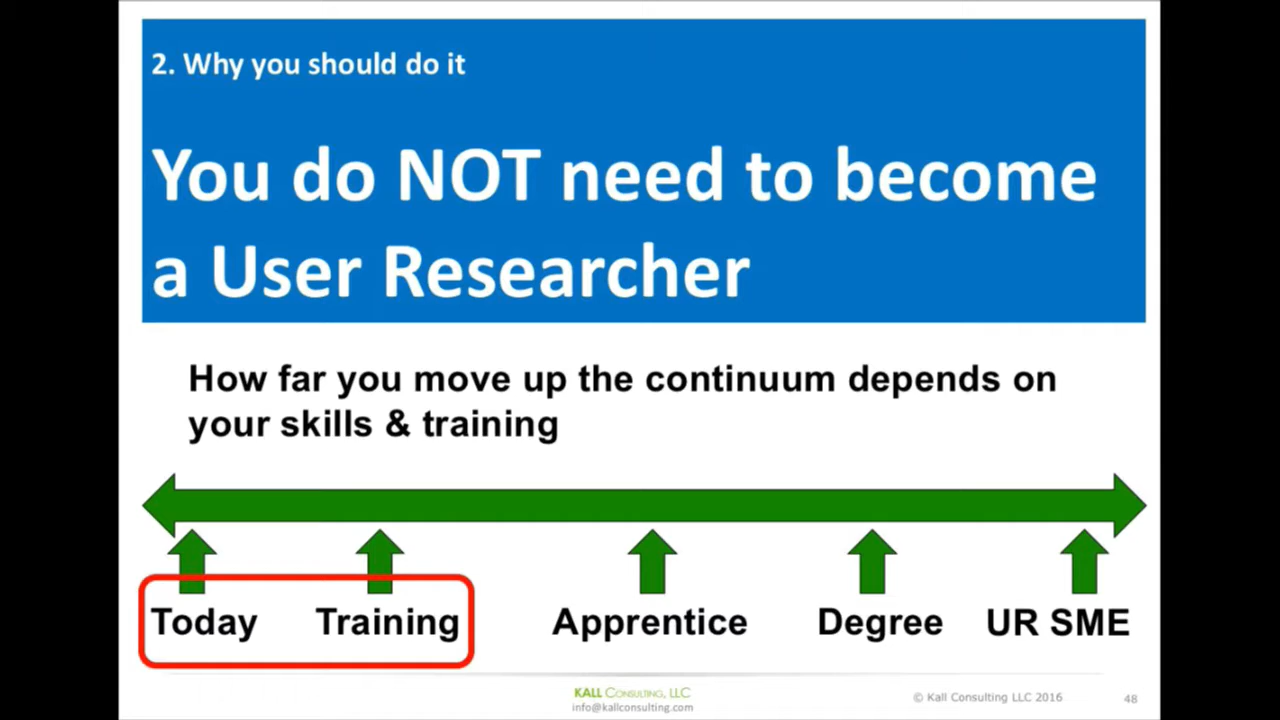 2. Why you should do it
You do NOT need to become
a User Researcher
How far you move up the continuum depends on
your skills & training
Today Training Apprentice Degree UR SME
KALL CONSULTING, LLC
info@kallconsulting.com
© Kall Consulting LLC 2016
48